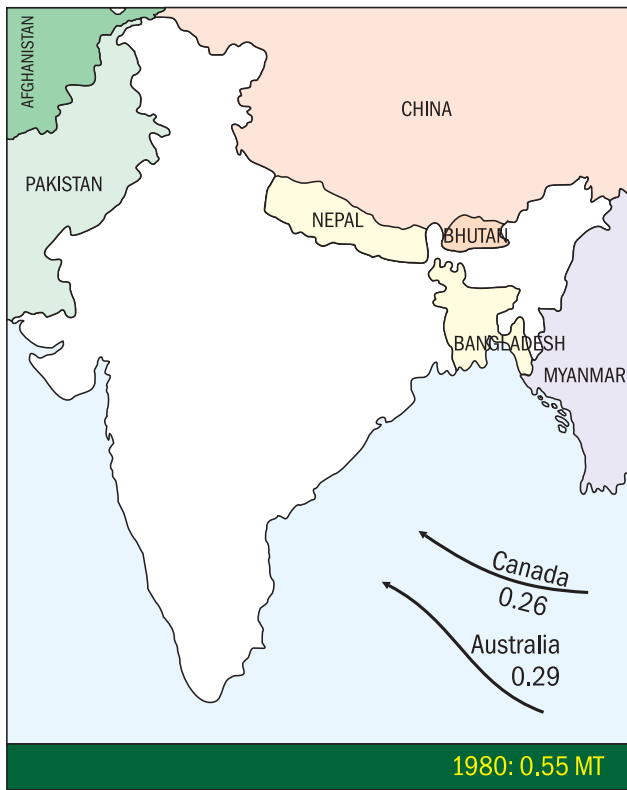 AFGHANISTAN
CHINA
PAKISTAN
NEPAL
BHUTAN
BANGLADESH
MYANMAR
Canada
0.26
Australia
0.29
1980: 0.55 MT